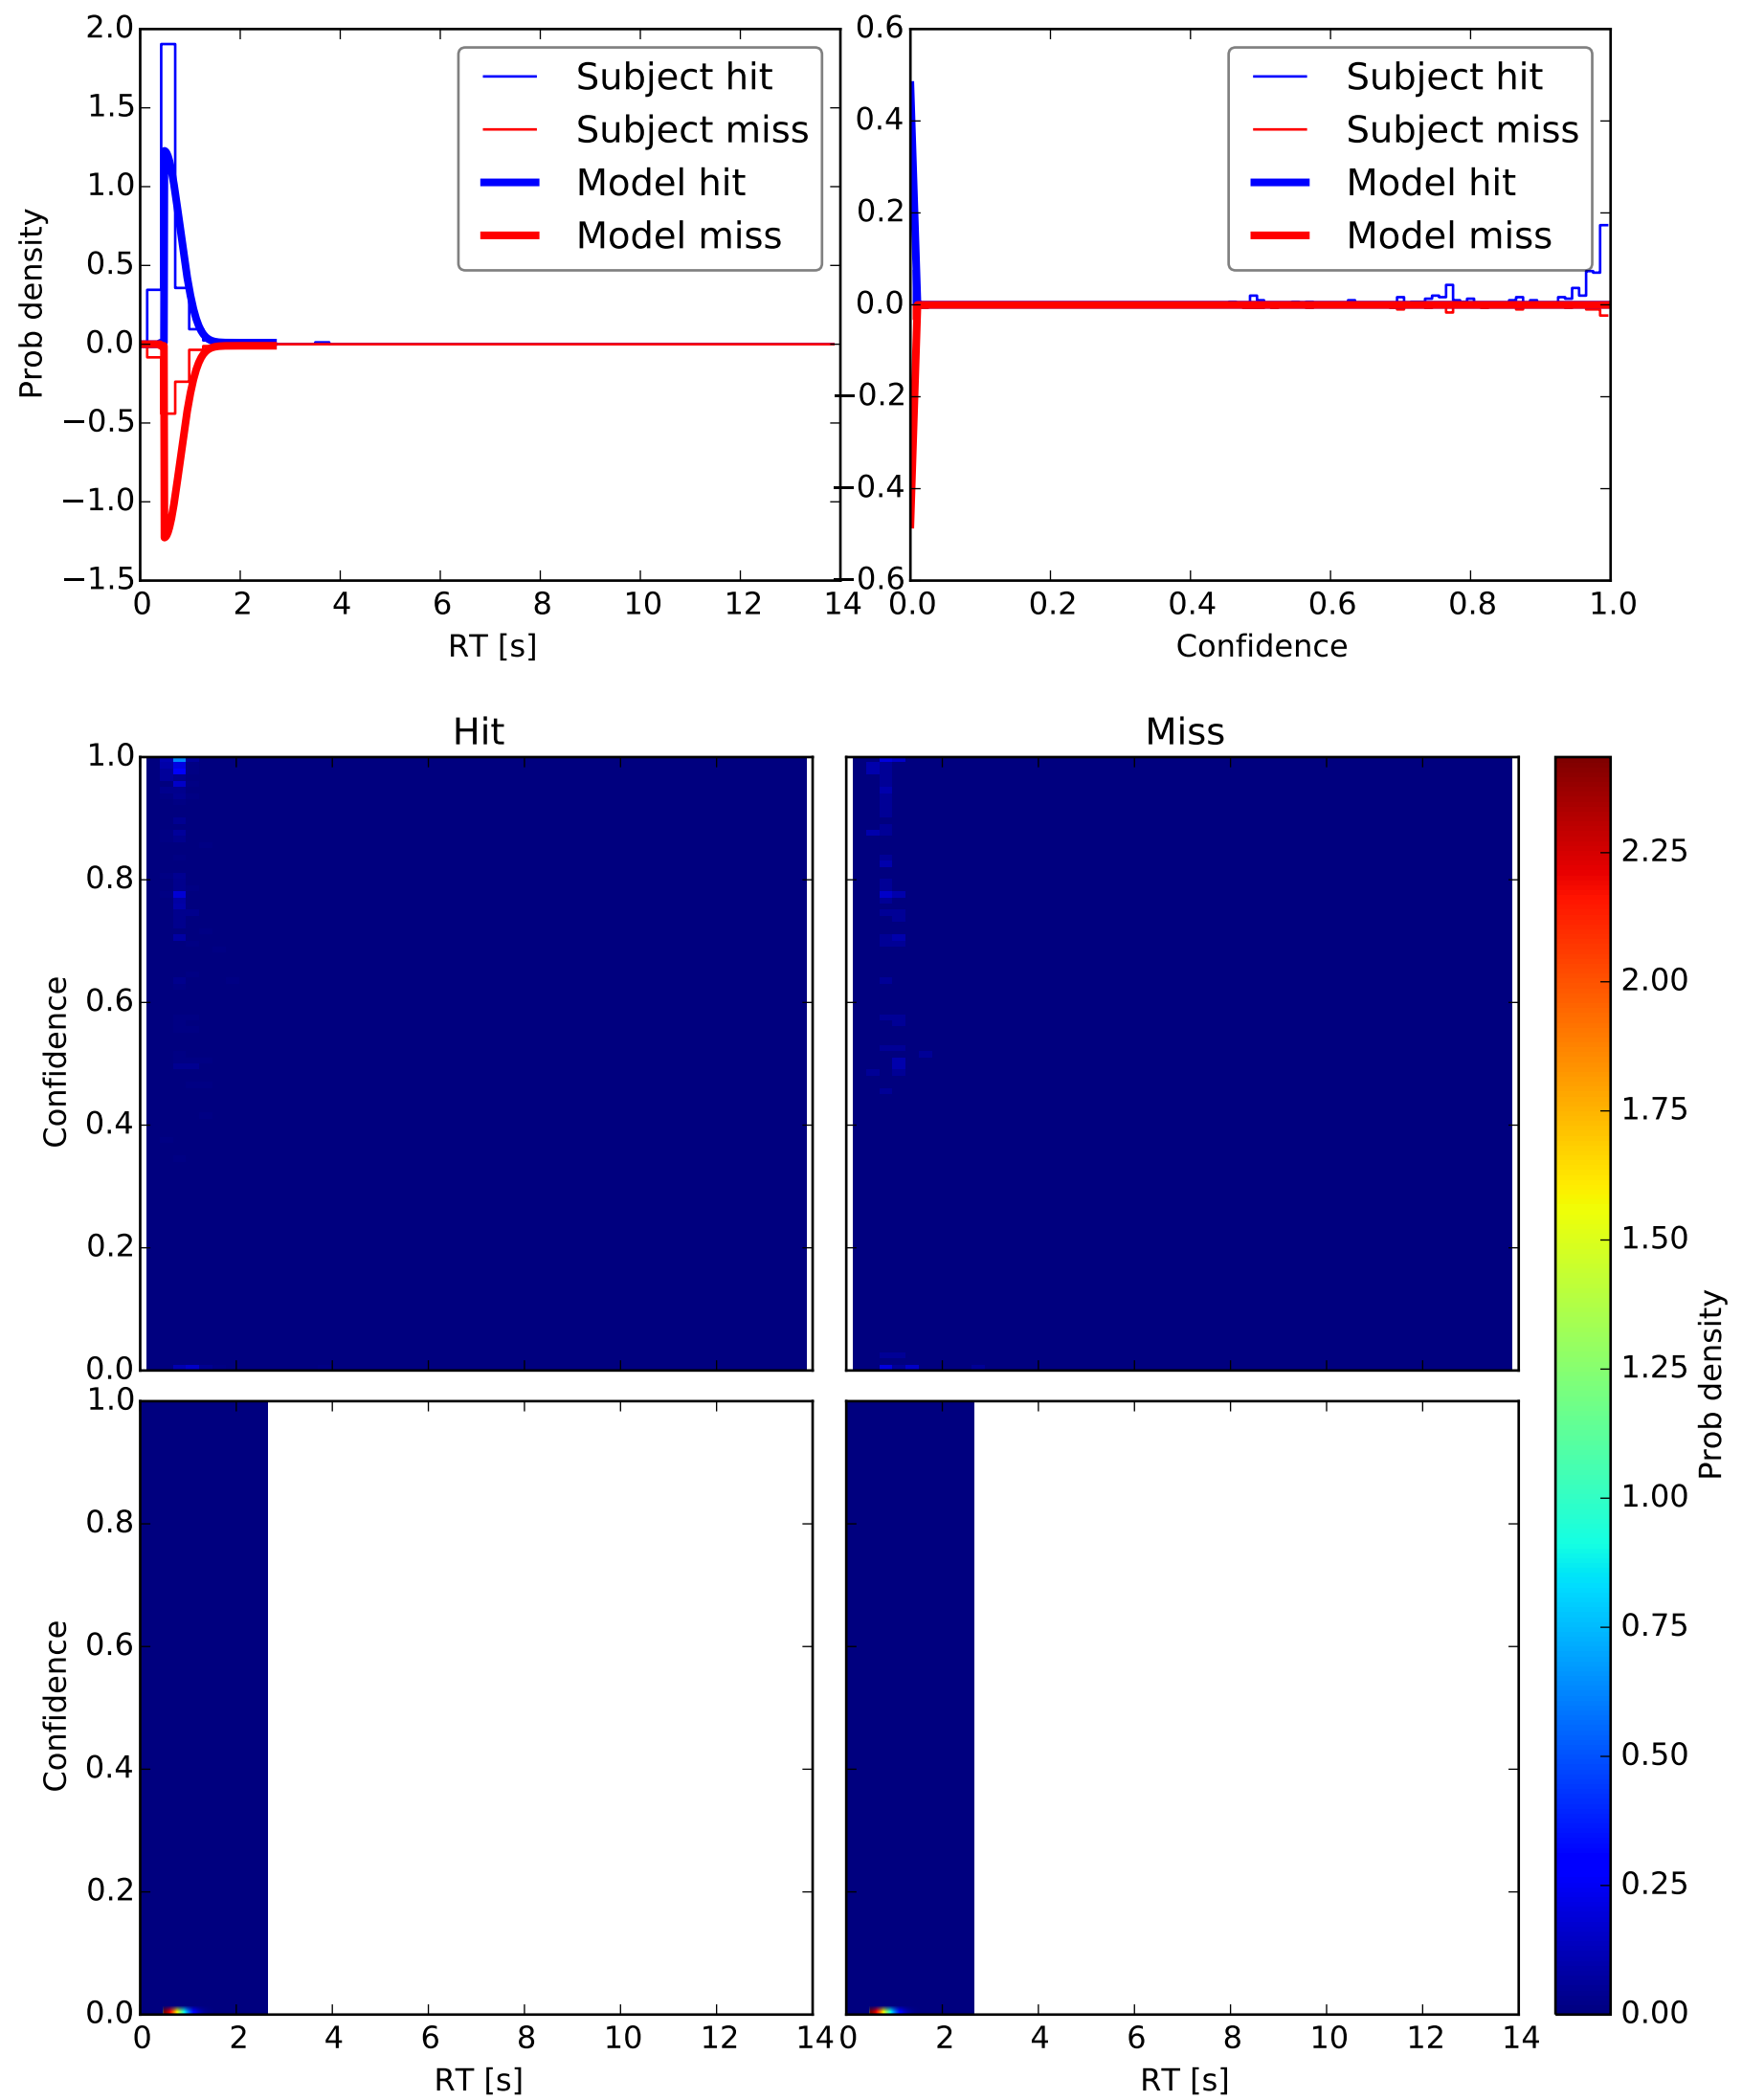 2.0
1.5
1.0
0.5
0.0
−0.5
−1.0
−1.5
Prob density
Subject hit
Subject miss
Model hit
Model miss
0 2 4 6 8 10 12 14
RT [s]
0.6
0.4
0.2
0.0
−0.2
−0.4
−0.6
Subject hit
Subject miss
Model hit
Model miss
0.0 0.2 0.4 0.6 0.8 1.0
Confidence
Hit
1.0
0.8
0.6
0.4
0.2
0.0
Confidence
Miss
1.0
0.8
0.6
0.4
0.2
0.0
Confidence
0 2 4 6 8 10 12 14
RT [s]
0 2 4 6 8 10 12 14
RT [s]
2.25
2.00
1.75
1.50
1.25
1.00
0.75
0.50
0.25
0.00
Prob density